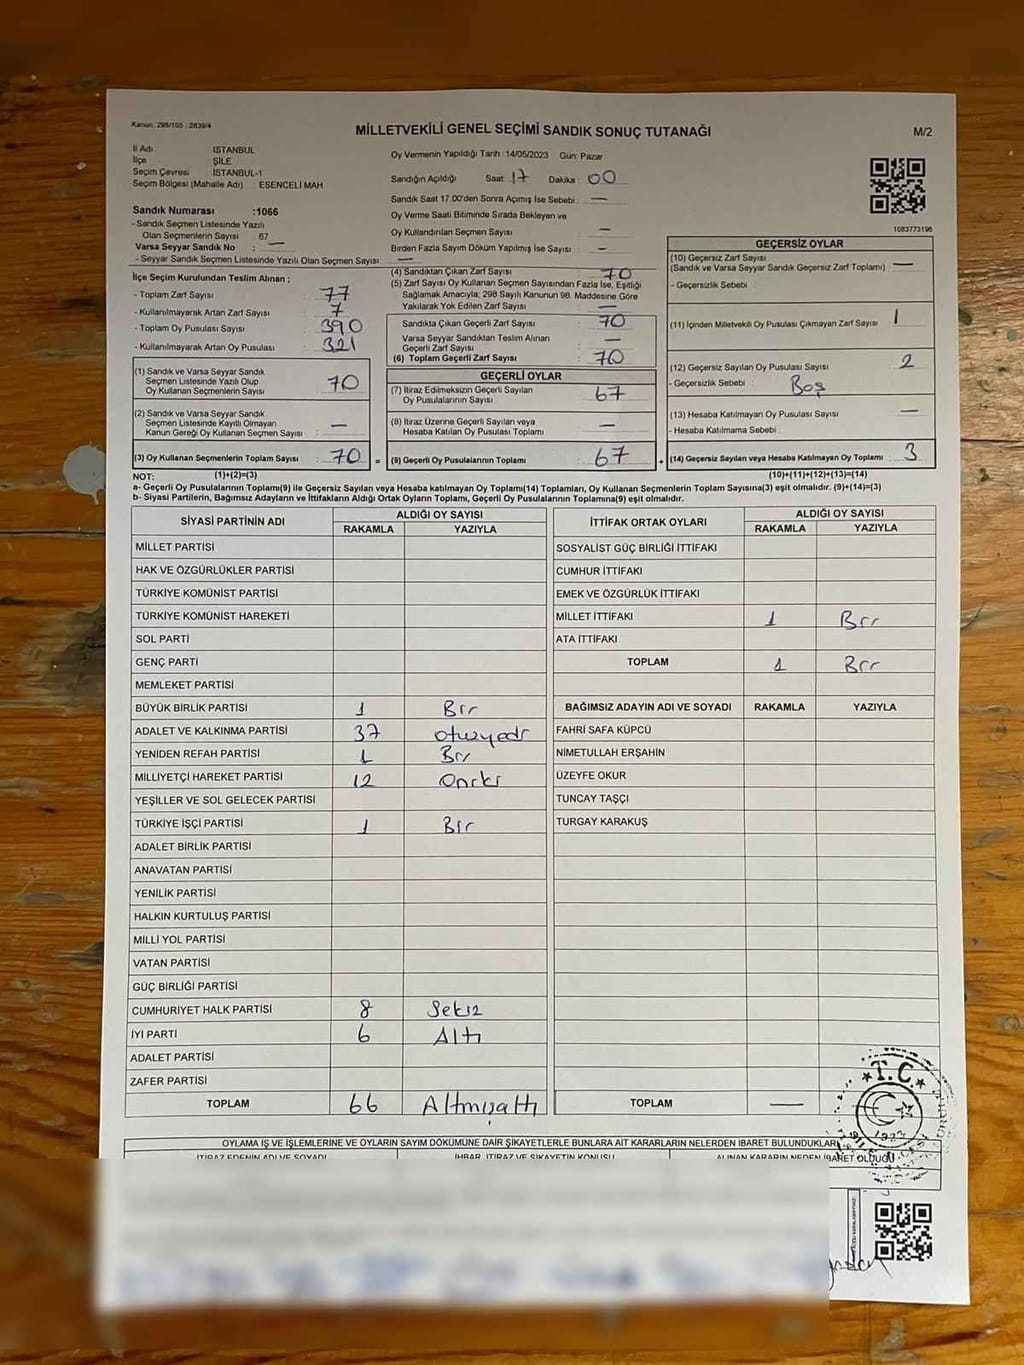 Kanun: 298/105 : 2839/4
MİLLETVEKİLİ GENEL SEÇİMİ SANDIK SONUÇ TUTANAĞI
M/2
İl Adı : İSTANBUL
İlçe : ŞİLE
Seçim Çevresi : İSTANBUL-1
Seçim Bölgesi (Mahalle Adı) : ESENCELİ MAH.
Oy Vermenin Yapıldığı Tarih :14/05/2023 Gün: Pazar
Sandığın Açıldığı Saat : 17 Dakika : 00
Sandık Saat 17.00'den Sonra Açımış İse Sebebi : —
Oy Verme Saati Bitiminde Sırada Bekleyen ve
Oy Kullandırılan Seçmen Sayısı : —
Birden Fazla Sayım Döküm Yapılmış İse Sayısı : —
1083773196
Sandık Numarası :1066
- Sandık Seçmen Listesinde Yazılı
Olan Seçmenlerin Sayısı : 67
Varsa Seyyar Sandık No : —
- Seyyar Sandık Seçmen Listesinde Yazılı Olan Seçmen Sayısı: —
İlçe Seçim Kurulundan Teslim Alınan ;
- Toplam Zarf Sayısı : 77
- Kullanılmayarak Artan Zarf Sayısı : 7
- Toplam Oy Pusulası Sayısı : 390
- Kullanılmayarak Artan Oy Pusulası : 321
(1) Sandık ve Varsa Seyyar Sandık
Seçmen Listesinde Yazılı Olup
Oy Kullanan Seçmenlerin Sayısı : 70
(2) Sandık ve Varsa Seyyar Sandık
Seçmen Listesinde Kayıtlı Olmayan
Kanun Gereği Oy Kullanan Seçmen Sayısı : —
(3) Oy Kullanan Seçmenlerin Toplam Sayısı : 70 =
(4) Sandıktan Çıkan Zarf Sayısı : 70
(5) Zarf Sayısı Oy Kullanan Seçmen Sayısından Fazla İse, Eşitliği
Sağlamak Amacıyla; 298 Sayılı Kanunun 98. Maddesine Göre
Yakılarak Yok Edilen Zarf Sayısı : —
Sandıkta Çıkan Geçerli Zarf Sayısı : 70
Varsa Seyyar Sandıktan Teslim Alınan
Geçerli Zarf Sayısı : —
(6) Toplam Geçerli Zarf Sayısı : 70
GEÇERLİ OYLAR
(7) İtiraz Edilmeksizin Geçerli Sayılan
Oy Pusulalarının Sayısı : 67
(8) İtiraz Üzerine Geçerli Sayılan veya
Hesaba Katılan Oy Pusulası Toplamı : —
(9) Geçerli Oy Pusulalarının Toplamı : 67 +
GEÇERSİZ OYLAR
(10) Geçersiz Zarf Sayısı
(Sandık ve Varsa Seyyar Sandık Geçersiz Zarf Toplamı) : —
- Geçersizlik Sebebi
(11) İçinden Milletvekili Oy Pusulası Çıkmayan Zarf Sayısı : 1
(12) Geçersiz Sayılan Oy Pusulası Sayısı : 2
- Geçersizlik Sebebi : Boş
(13) Hesaba Katılmayan Oy Pusulası Sayısı : —
- Hesaba Katılmama Sebebi :
(14) Geçersiz Sayılan veya Hesaba Katılmayan Oy Toplamı : 3
NOT: (1)+(2)=(3) (10)+(11)+(12)+(13)=(14)
a- Geçerli Oy Pusulalarının Toplamı(9) ile Geçersiz Sayılan veya Hesaba katılmayan Oy Toplamı(14) Toplamları, Oy Kullanan Seçmenlerin Toplam Sayısına(3) eşit olmalıdır. (9)+(14)=(3)
b- Siyasi Partilerin, Bağımsız Adayların ve İttifakların Aldığı Ortak Oyların Toplamı, Geçerli Oy Pusulalarının Toplamına(9) eşit olmalıdır.
SİYASİ PARTİNİN ADI ALDIĞI OY SAYISI
RAKAMLA YAZIYLA
MİLLET PARTİSİ
HAK VE ÖZGÜRLÜKLER PARTİSİ
TÜRKİYE KOMÜNİST PARTİSİ
TÜRKİYE KOMÜNİST HAREKETİ
SOL PARTİ
GENÇ PARTİ
MEMLEKET PARTİSİ
BÜYÜK BİRLİK PARTİSİ 1 Bir
ADALET VE KALKINMA PARTİSİ 37 otuzyedi
YENİDEN REFAH PARTİSİ 1 Bir
MİLLİYETÇİ HAREKET PARTİSİ 12 Oniki
YEŞİLLER VE SOL GELECEK PARTİSİ
TÜRKİYE İŞÇİ PARTİSİ 1 Bir
ADALET BİRLİK PARTİSİ
ANAVATAN PARTİSİ
YENİLİK PARTİSİ
HALKIN KURTULUŞ PARTİSİ
MİLLİ YOL PARTİSİ
VATAN PARTİSİ
GÜÇ BİRLİĞİ PARTİSİ
CUMHURİYET HALK PARTİSİ 8 Sekiz
İYİ PARTİ 6 Altı
ADALET PARTİSİ
ZAFER PARTİSİ
TOPLAM 66 Altmışaltı
İTTİFAK ORTAK OYLARI ALDIĞI OY SAYISI
RAKAMLA YAZIYLA
SOSYALİST GÜÇ BİRLİĞİ İTTİFAKI
CUMHUR İTTİFAKI
EMEK VE ÖZGÜRLÜK İTTİFAKI
MİLLET İTTİFAKI 1 Bir
ATA İTTİFAKI
TOPLAM 1 Bir
BAĞIMSIZ ADAYIN ADI VE SOYADI RAKAMLA YAZIYLA
FAHRİ SAFA KÜPCÜ
NİMETULLAH ERŞAHİN
ÜZEYFE OKUR
TUNCAY TAŞÇI
TURGAY KARAKUŞ
TOPLAM —
T.C.
OYLAMA İŞ VE İŞLEMLERİNE VE OYLARIN SAYIM DÖKÜMÜNE DAİR ŞİKAYETLERLE BUNLARA AİT KARARLARIN NELERDEN İBARET BULUNDUKLARI
İTİRAZ EDENİN ADI VE SOYADI İHBAR, İTİRAZ VE ŞİKAYETİN KONUSU ALINAN KARARIN NEDEN İBARET OLDUĞU